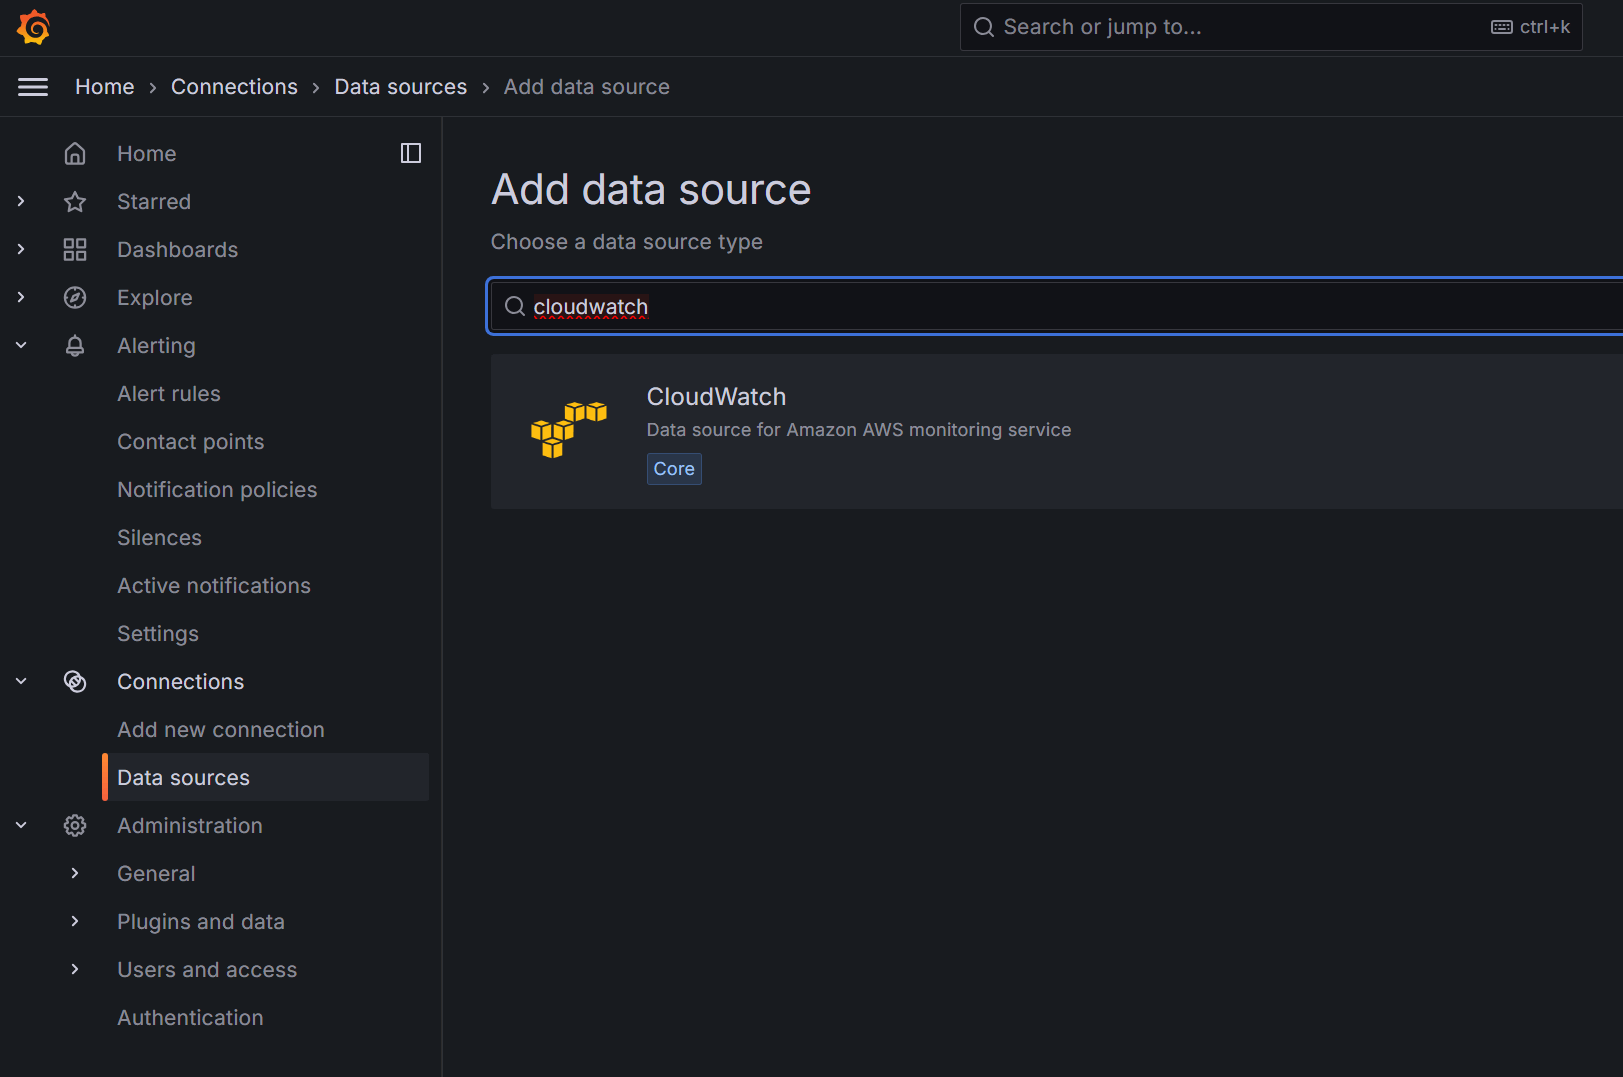 Search or jump to...
ctrl+k
Home › Connections › Data sources › Add data source
Home
Starred
Dashboards
Explore
Alerting
Alert rules
Contact points
Notification policies
Silences
Active notifications
Settings
Connections
Add new connection
Data sources
Administration
General
Plugins and data
Users and access
Authentication
Add data source
Choose a data source type
cloudwatch
CloudWatch
Data source for Amazon AWS monitoring service
Core